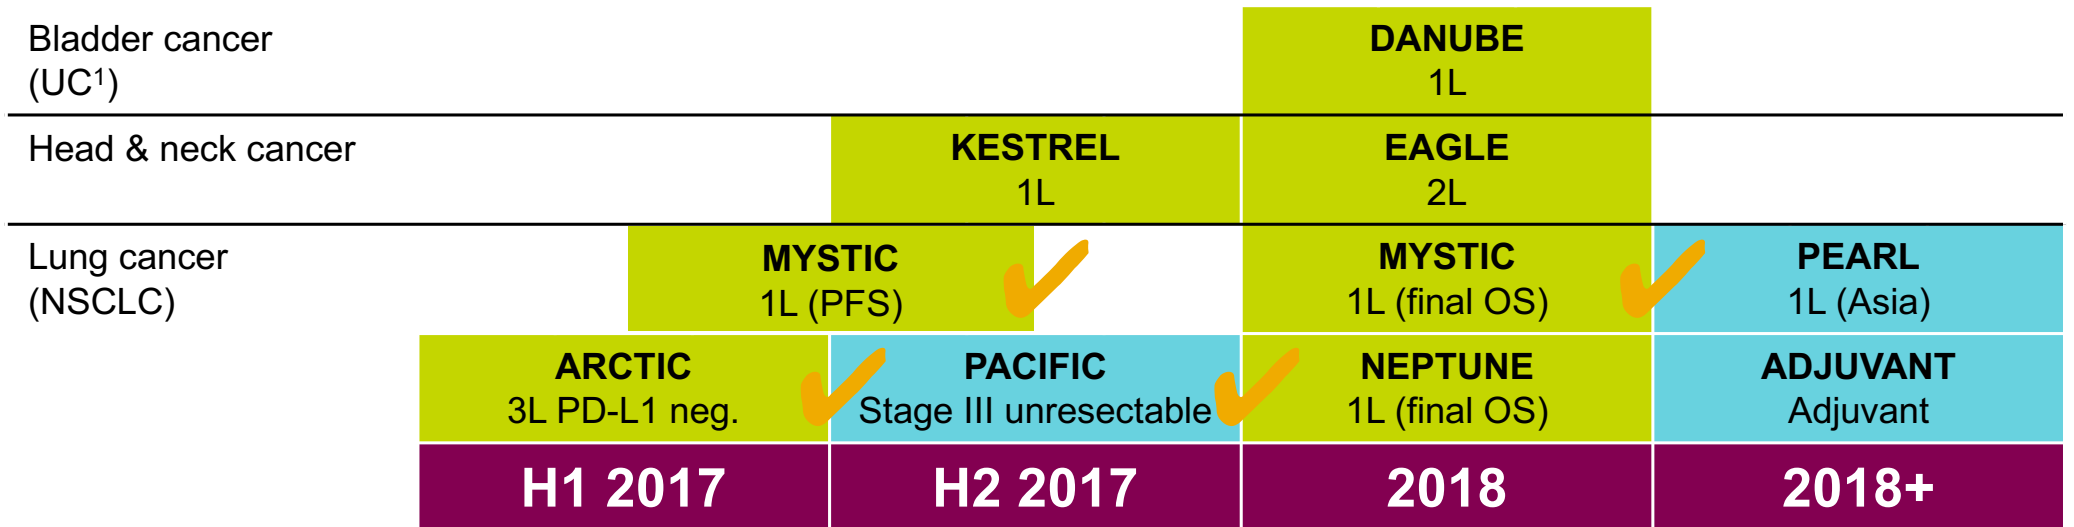 Bladder cancer
(UC¹)
DANUBE
1L
Head & neck cancer
KESTREL
1L
EAGLE
2L
Lung cancer
(NSCLC)
MYSTIC
1L (PFS)
MYSTIC
1L (final OS)
PEARL
1L (Asia)
ARCTIC
3L PD-L1 neg.
PACIFIC
Stage III unresectable
NEPTUNE
1L (final OS)
ADJUVANT
Adjuvant
H1 2017
H2 2017
2018
2018+